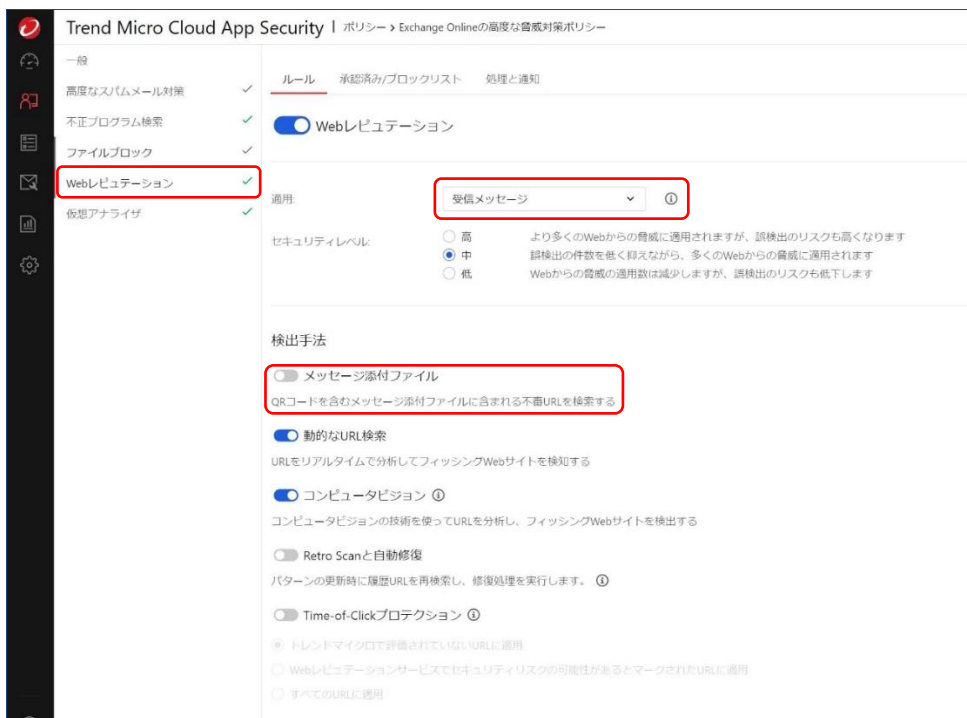 Trend Micro Cloud App Security | ポリシー > Exchange Onlineの高度な脅威対策ポリシー
一般
高度なスパムメール対策
不正プログラム検索
ファイルブロック
Webレピュテーション
仮想アナライザ
ルール 承認済み/ブロックリスト 処理と通知
Webレピュテーション
適用: 受信メッセージ
セキュリティレベル: 高 より多くのWebからの脅威に適用されますが、誤検出のリスクも高くなります
中 誤検出の件数を低く抑えながら、多くのWebからの脅威に適用されます
低 Webからの脅威の適用数は減少しますが、誤検出のリスクも低下します
検出手法
メッセージ添付ファイル
QRコードを含むメッセージ添付ファイルに含まれる不審URLを検索する
動的なURL検索
URLをリアルタイムで分析してフィッシングWebサイトを検知する
コンピュータビジョン
コンピュータビジョンの技術を使ってURLを分析し、フィッシングWebサイトを検出する
Retro Scanと自動修復
パターンの更新時に履歴URLを再検索し、修復処理を実行します。
Time-of-Clickプロテクション
トレンドマイクロで評価されていないURLに適用
Webレピュテーションサービスでセキュリティリスクの可能性があるとマークされたURLに適用
すべてのURLに適用